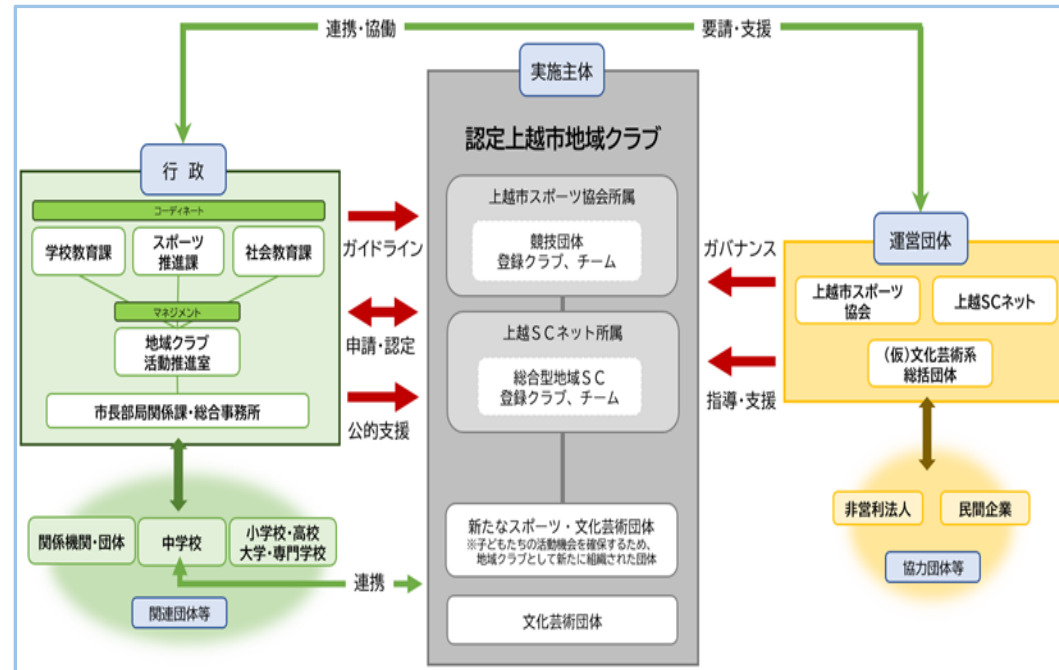 連携・協働
要請・支援
実施主体
認定上越市地域クラブ
行 政
コーディネート
学校教育課
スポーツ
推進課
社会教育課
マネジメント
地域クラブ
活動推進室
市長部局関係課・総合事務所
ガイドライン
申請・認定
公的支援
上越市スポーツ協会所属
競技団体
登録クラブ、チーム
上越SCネット所属
総合型地域SC
登録クラブ、チーム
新たなスポーツ・文化芸術団体
※子どもたちの活動機会を確保するため、
地域クラブとして新たに組織された団体
文化芸術団体
ガバナンス
指導・支援
運営団体
上越市スポーツ
協会
上越SCネット
(仮)文化芸術系
総括団体
非営利法人
民間企業
協力団体等
関係機関・団体
中学校
小学校・高校
大学・専門学校
関連団体等
連携